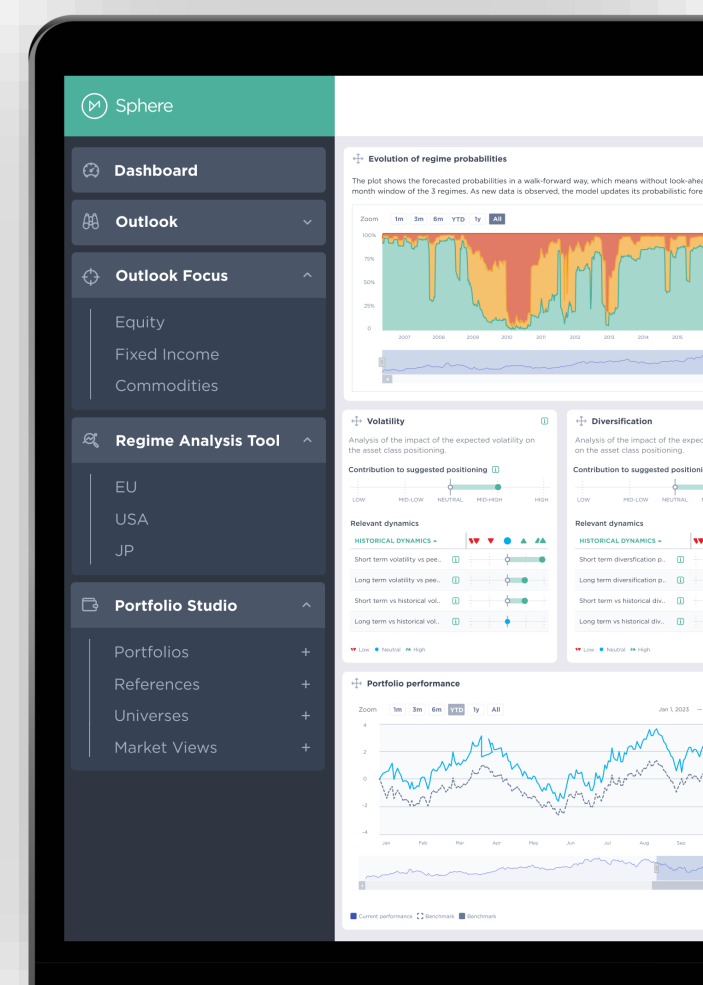 Sphere
Dashboard
Outlook
Outlook Focus
Equity
Fixed Income
Commodities
Regime Analysis Tool
EU
USA
JP
Portfolio Studio
Portfolios +
References +
Universes +
Market Views +
Evolution of regime probabilities
The plot shows the forecasted probabilities in a walk-forward way, which means without look-ahea
month window of the 3 regimes. As new data is observed, the model updates its probabilistic fore
Zoom 1m 3m 6m YTD 1y All
100%
75%
50%
25%
0
2007 2008 2009 2010 2011 2012 2013 2014 2015
Volatility
Analysis of the impact of the expected volatility on
the asset class positioning.
Contribution to suggested positioning
LOW MID-LOW NEUTRAL MID-HIGH HIGH
Relevant dynamics
HISTORICAL DYNAMICS
Short term volatility vs pee..
Long term volatility vs pee..
Short term vs historical vol..
Long term vs historical vol..
Low Neutral High
Diversification
Analysis of the impact of the expec
on the asset class positioning.
Contribution to suggested positioni
LOW MID-LOW NEUTRAL
Relevant dynamics
HISTORICAL DYNAMICS
Short term diversfication p..
Long term diversification p..
Short term vs historical div..
Long term vs historical div..
Low Neutral High
Portfolio performance
Zoom 1m 3m 6m YTD 1y All
Jan 1, 2023 –
4
2
0
-2
-4
Jan Feb Mar Apr May Jun Jul Aug Sep
Current performance Benchmark Benchmark